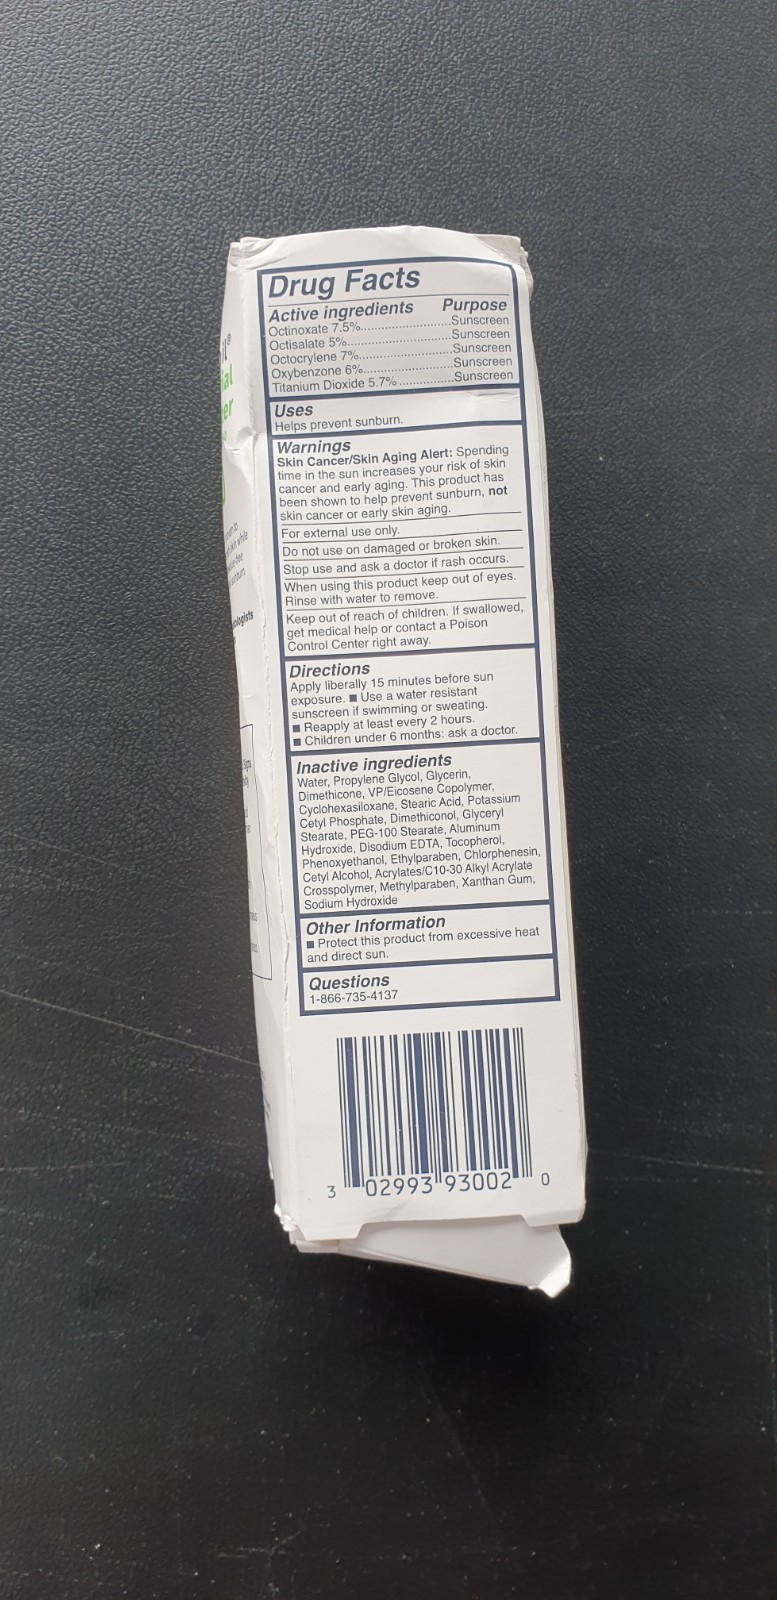 Drug Facts
Active ingredients Purpose
Octinoxate 7.5%..............................Sunscreen
Octisalate 5%..................................Sunscreen
Octocrylene 7%..............................Sunscreen
Oxybenzone 6%.............................Sunscreen
Titanium Dioxide 5.7%...................Sunscreen
Uses
Helps prevent sunburn.
Warnings
Skin Cancer/Skin Aging Alert: Spending
time in the sun increases your risk of skin
cancer and early aging. This product has
been shown to help prevent sunburn, not
skin cancer or early skin aging.
For external use only.
Do not use on damaged or broken skin.
Stop use and ask a doctor if rash occurs.
When using this product keep out of eyes.
Rinse with water to remove.
Keep out of reach of children. If swallowed,
get medical help or contact a Poison
Control Center right away.
Directions
Apply liberally 15 minutes before sun
exposure. ■ Use a water resistant
sunscreen if swimming or sweating.
■ Reapply at least every 2 hours.
■ Children under 6 months: ask a doctor.
Inactive ingredients
Water, Propylene Glycol, Glycerin,
Dimethicone, VP/Eicosene Copolymer,
Cyclohexasiloxane, Stearic Acid, Potassium
Cetyl Phosphate, Dimethiconol, Glyceryl
Stearate, PEG-100 Stearate, Aluminum
Hydroxide, Disodium EDTA, Tocopherol,
Phenoxyethanol, Ethylparaben, Chlorphenesin,
Cetyl Alcohol, Acrylates/C10-30 Alkyl Acrylate
Crosspolymer, Methylparaben, Xanthan Gum,
Sodium Hydroxide
Other Information
■ Protect this product from excessive heat
and direct sun.
Questions
1-866-735-4137
3 02993 93002 0